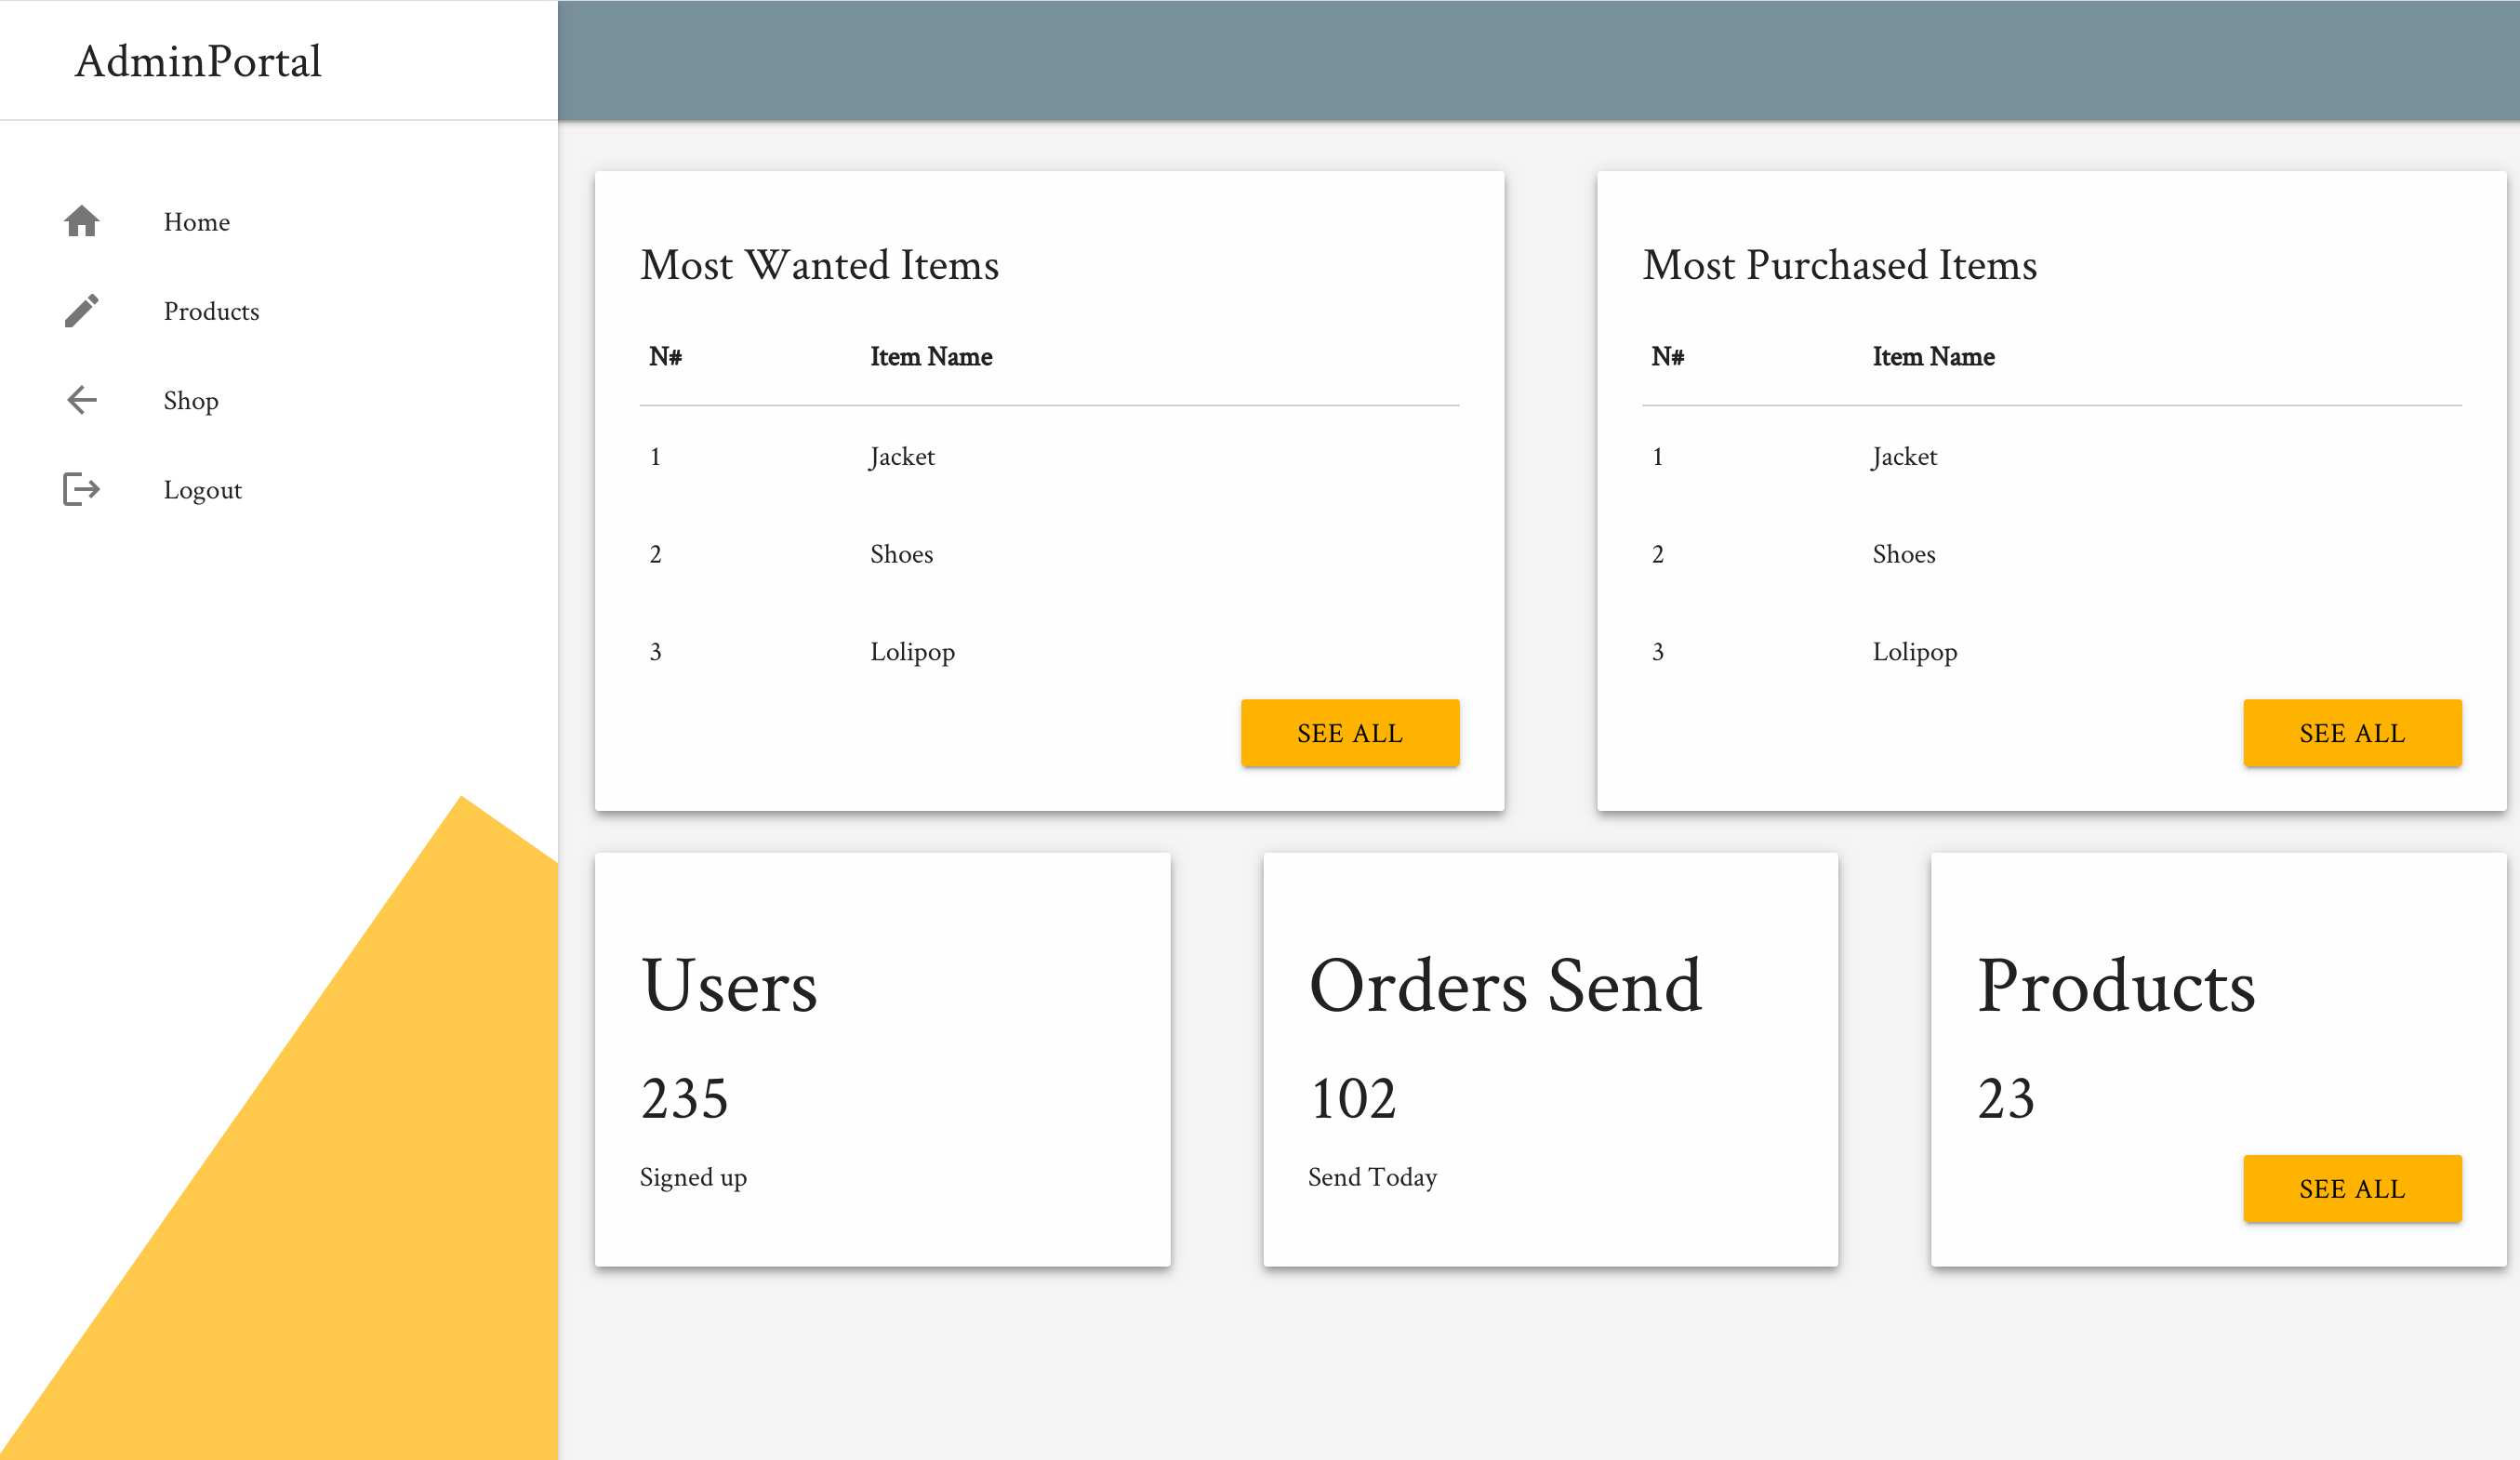 AdminPortal
Home
Products
Shop
Logout
Most Wanted Items
N# Item Name
1 Jacket
2 Shoes
3 Lolipop
SEE ALL
Most Purchased Items
N# Item Name
1 Jacket
2 Shoes
3 Lolipop
SEE ALL
Users
235
Signed up
Orders Send
102
Send Today
Products
23
SEE ALL